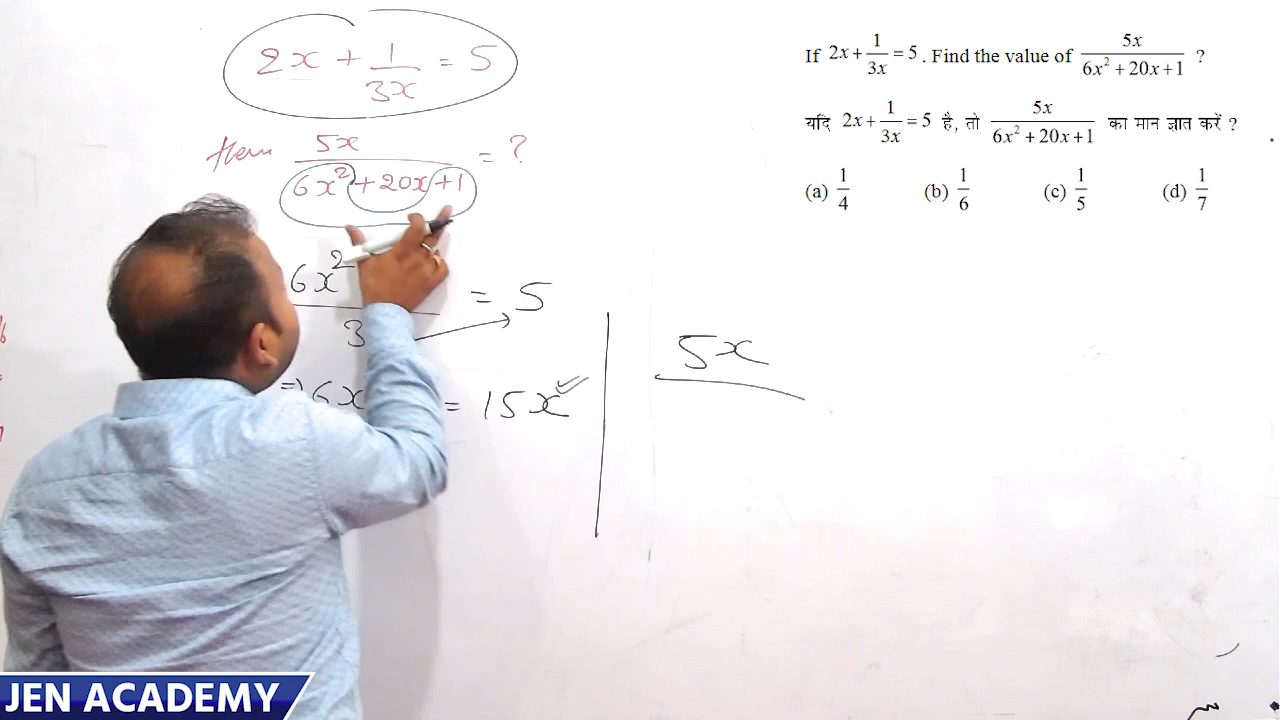 2x + 1/3x = 5
then 5x/6x² + 20x + 1 = ?
6x²
3
= 5
⇒ 6x = 15x
5x
If 2x + 1/3x = 5. Find the value of 5x/6x² + 20x + 1 ?
यदि 2x + 1/3x = 5 है, तो 5x/6x² + 20x + 1 का मान ज्ञात करें ?
(a) 1/4 (b) 1/6 (c) 1/5 (d) 1/7
JEN ACADEMY